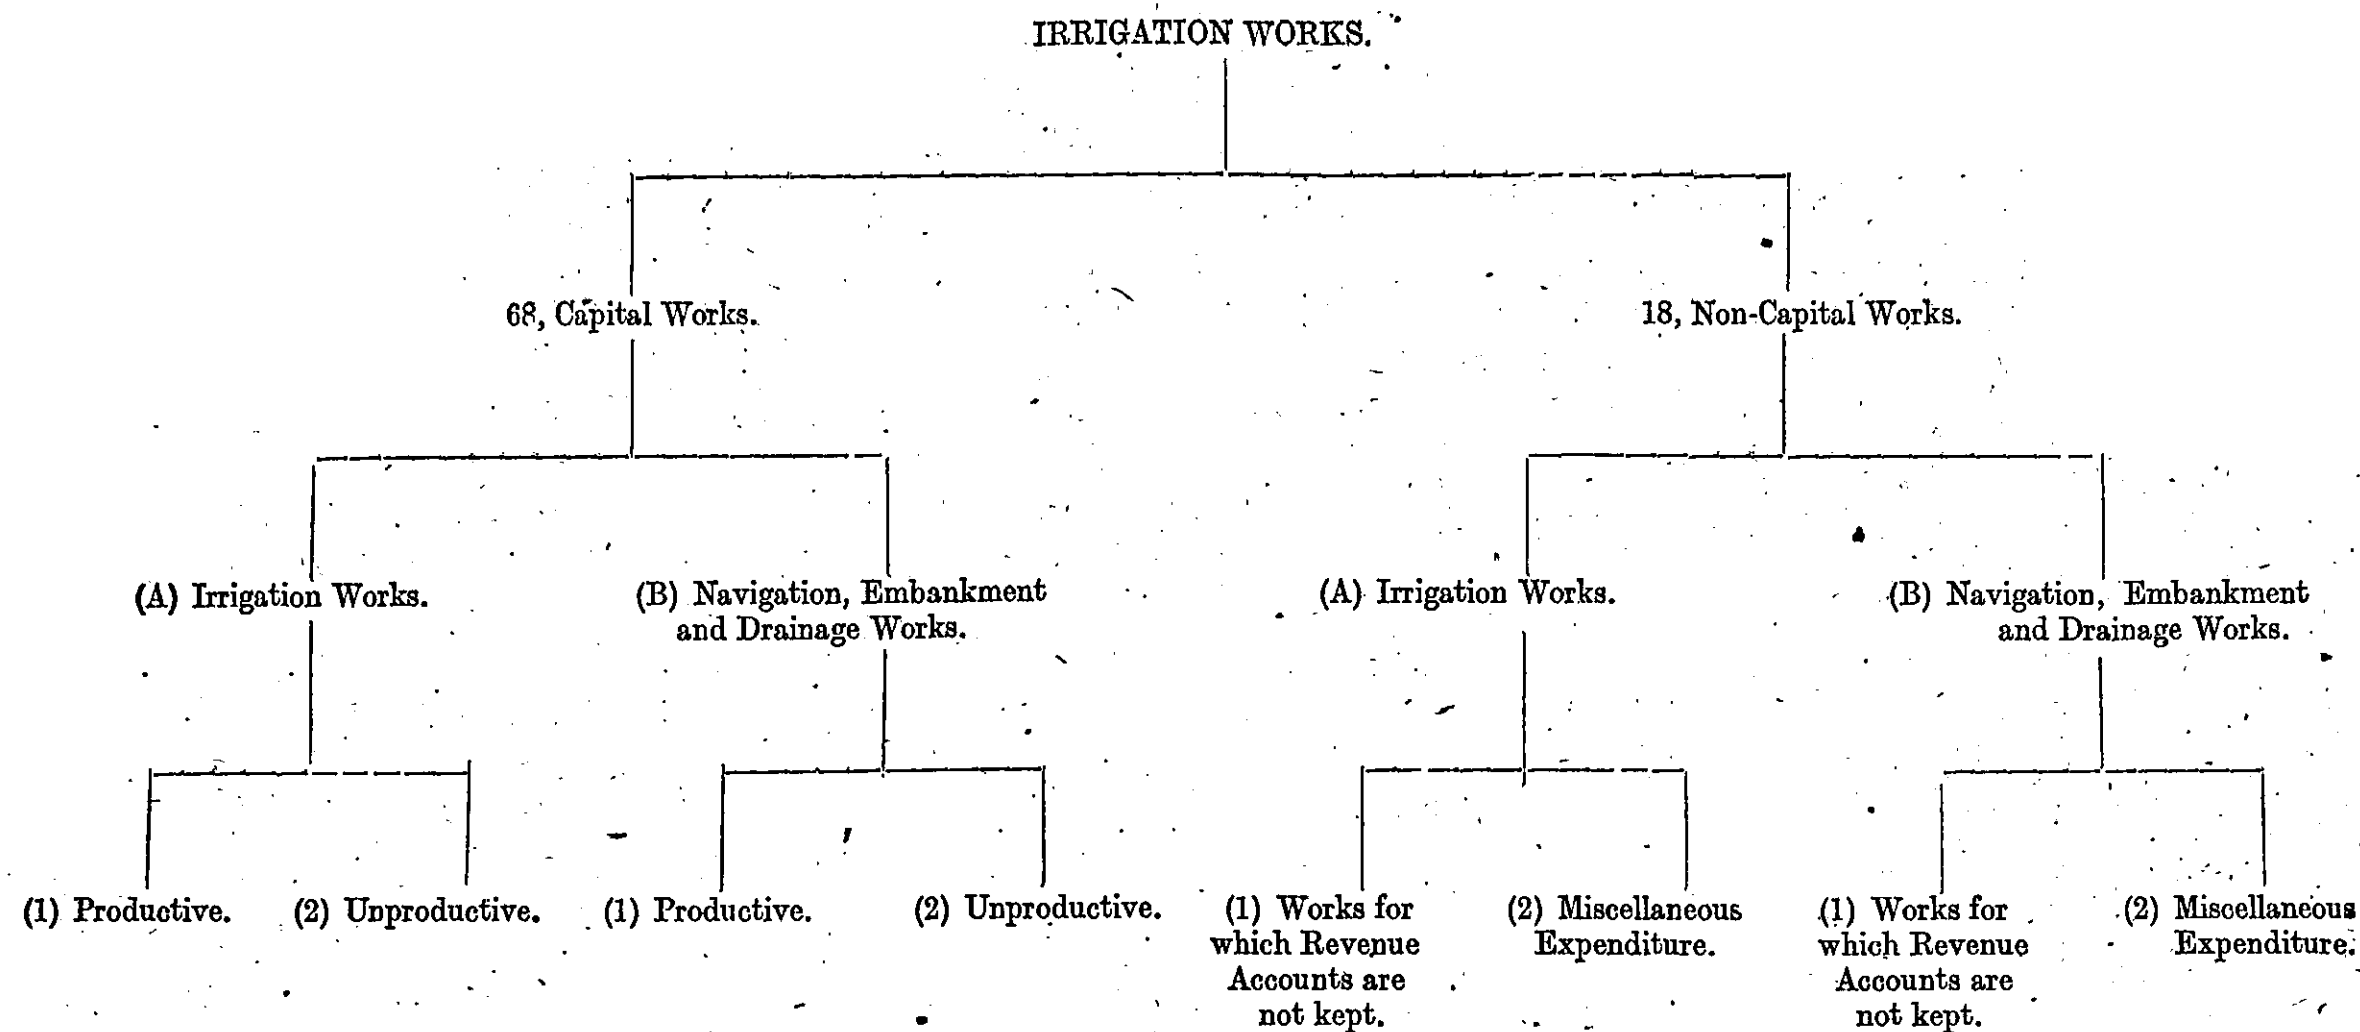 IRRIGATION WORKS.
68, Capital Works.
18, Non-Capital Works.
(A) Irrigation Works.
(B) Navigation, Embankment
and Drainage Works.
(A) Irrigation Works.
(B) Navigation, Embankment
and Drainage Works.
(1) Productive.
(2) Unproductive.
(1) Productive.
(2) Unproductive.
(1) Works for
which Revenue
Accounts are
not kept.
(2) Miscellaneous
Expenditure.
(1) Works for
which Revenue
Accounts are
not kept.
(2) Miscellaneous
Expenditure.